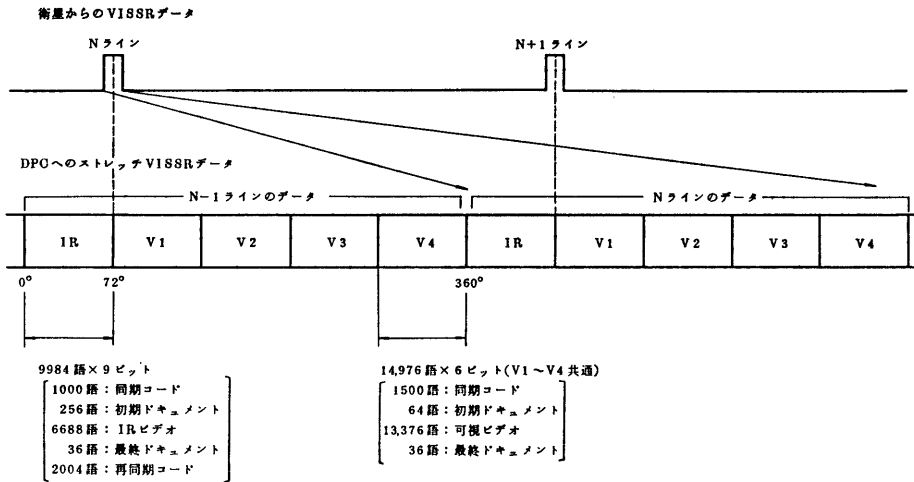 衛星からのVISSRデータ
Nライン
N+1ライン
DPCへのストレッチVISSRデータ
N-1ラインのデータ
Nラインのデータ
IR V1 V2 V3 V4 IR V1 V2 V3 V4
0° 72° 360°
9984語×9ビット
1000語:同期コード
256語:初期ドキュメント
6688語:IRビデオ
36語:最終ドキュメント
2004語:再同期コード
14,976語×6ビット(V1~V4共通)
1500語:同期コード
64語:初期ドキュメント
13,376語:可視ビデオ
36語:最終ドキュメント